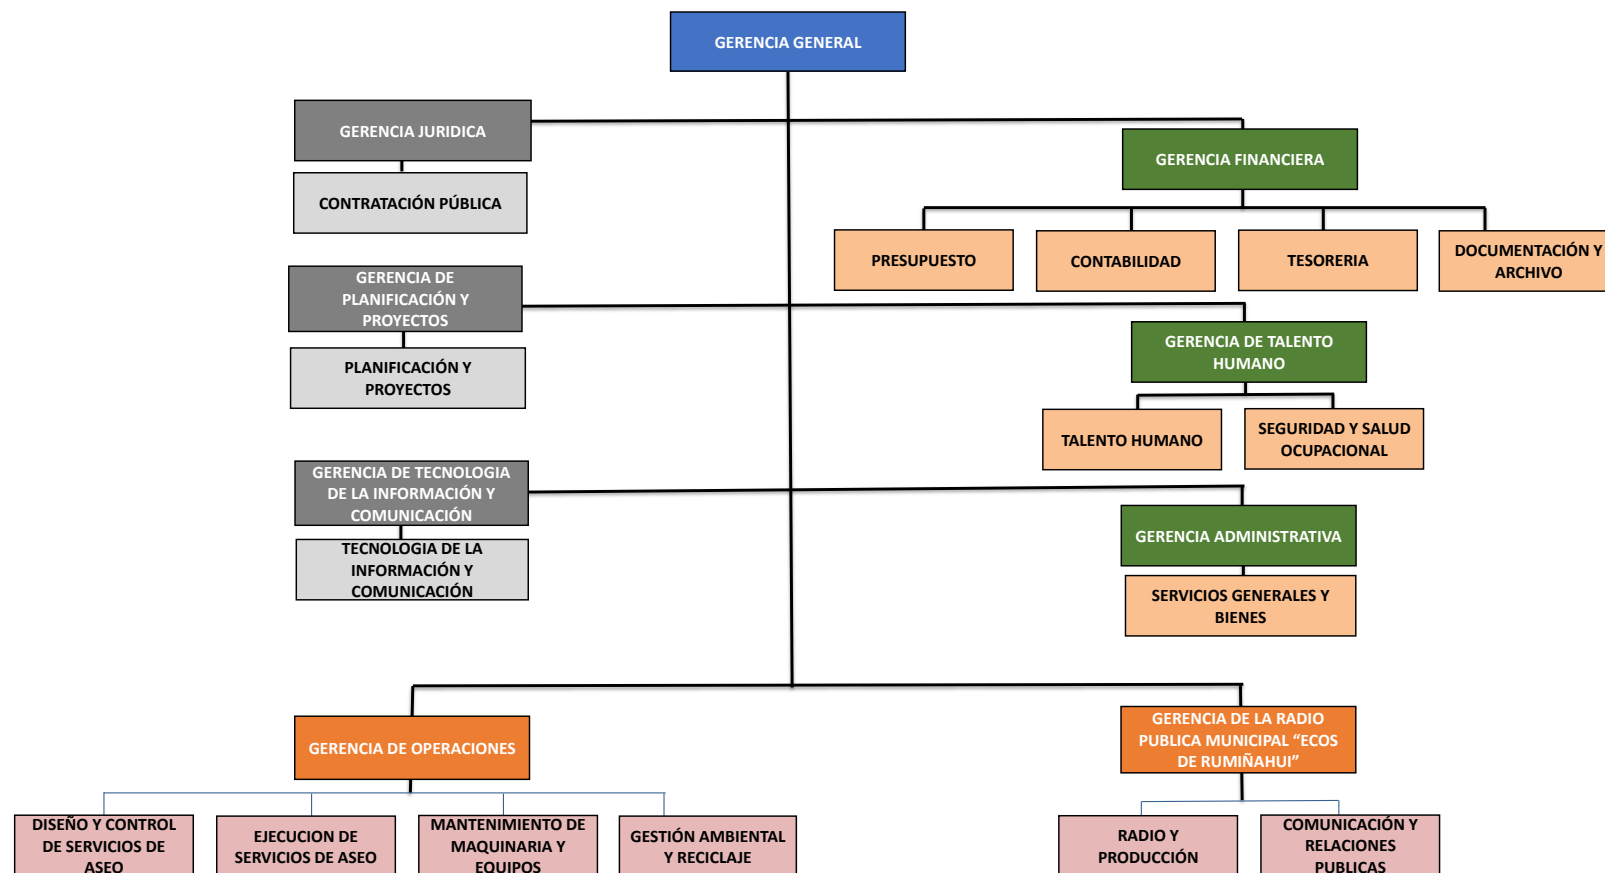 GERENCIA GENERAL
GERENCIA JURIDICA
CONTRATACIÓN PÚBLICA
GERENCIA FINANCIERA
PRESUPUESTO
CONTABILIDAD
TESORERIA
DOCUMENTACIÓN Y
ARCHIVO
GERENCIA DE
PLANIFICACIÓN Y
PROYECTOS
PLANIFICACIÓN Y
PROYECTOS
GERENCIA DE TALENTO
HUMANO
TALENTO HUMANO
SEGURIDAD Y SALUD
OCUPACIONAL
GERENCIA DE TECNOLOGIA
DE LA INFORMACIÓN Y
COMUNICACIÓN
TECNOLOGIA DE LA
INFORMACIÓN Y
COMUNICACIÓN
GERENCIA ADMINISTRATIVA
SERVICIOS GENERALES Y
BIENES
GERENCIA DE OPERACIONES
DISEÑO Y CONTROL
DE SERVICIOS DE
ASEO
EJECUCION DE
SERVICIOS DE ASEO
MANTENIMIENTO DE
MAQUINARIA Y
EQUIPOS
GESTIÓN AMBIENTAL
Y RECICLAJE
GERENCIA DE LA RADIO
PUBLICA MUNICIPAL “ECOS
DE RUMIÑAHUI”
RADIO Y
PRODUCCIÓN
COMUNICACIÓN Y
RELACIONES
PUBLICAS